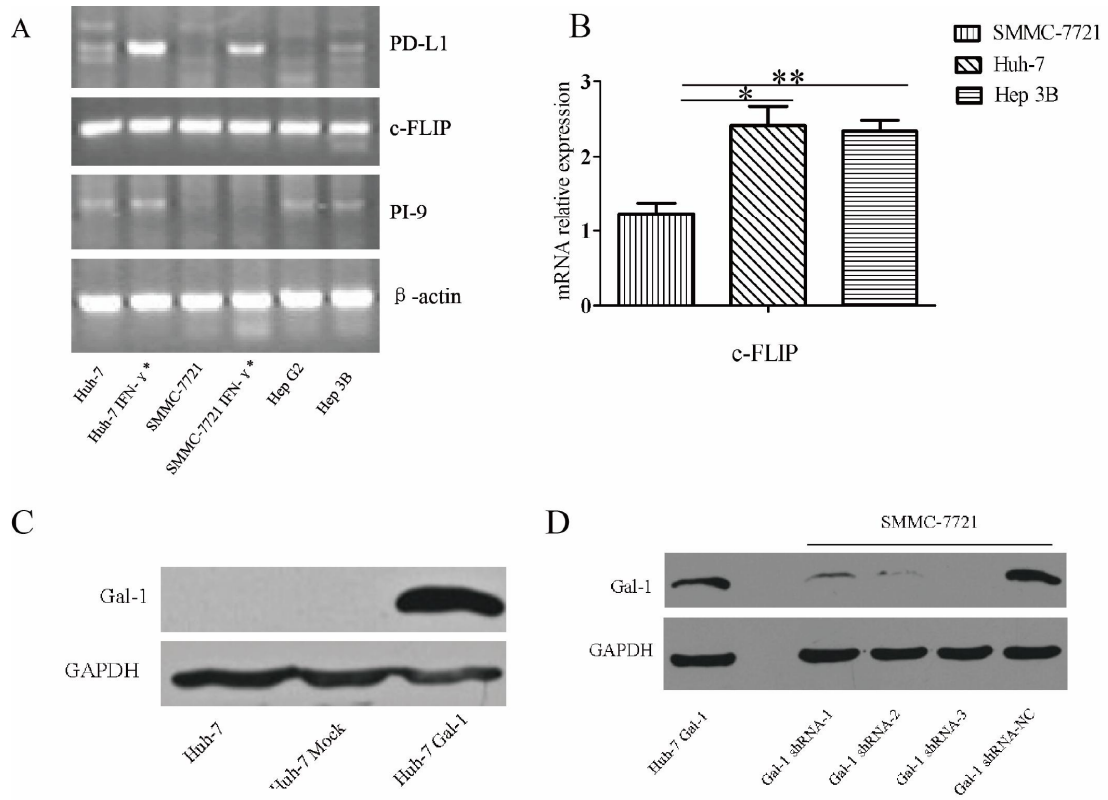 A
PD-L1
c-FLIP
PI-9
β-actin
Huh-7
Huh-7 IFN-γ*
SMMC-7721
SMMC-7721 IFN-γ*
Hep G2
Hep 3B
B
SMMC-7721
Huh-7
Hep 3B
mRNA relative expression
3
2
1
0
**
*
c-FLIP
C
Gal-1
GAPDH
Huh-7
Huh-7 Mock
Huh-7 Gal-1
D
SMMC-7721
Gal-1
GAPDH
Huh-7 Gal-1
Gal-1 shRNA-1
Gal-1 shRNA-2
Gal-1 shRNA-3
Gal-1 shRNA-NC